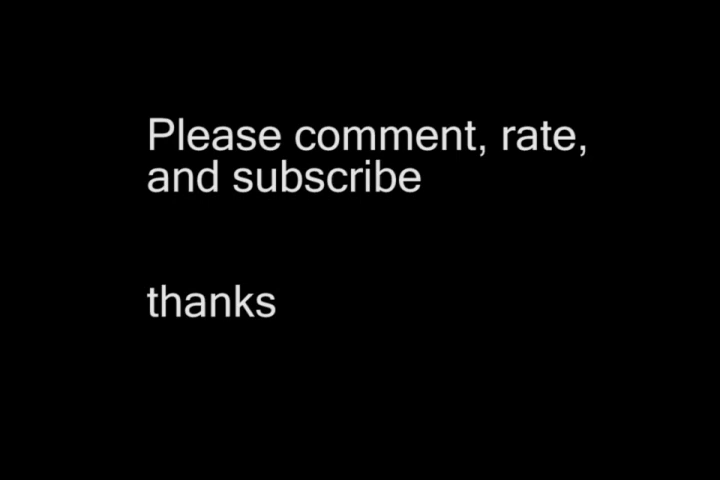 Please comment, rate,
and subscribe
thanks